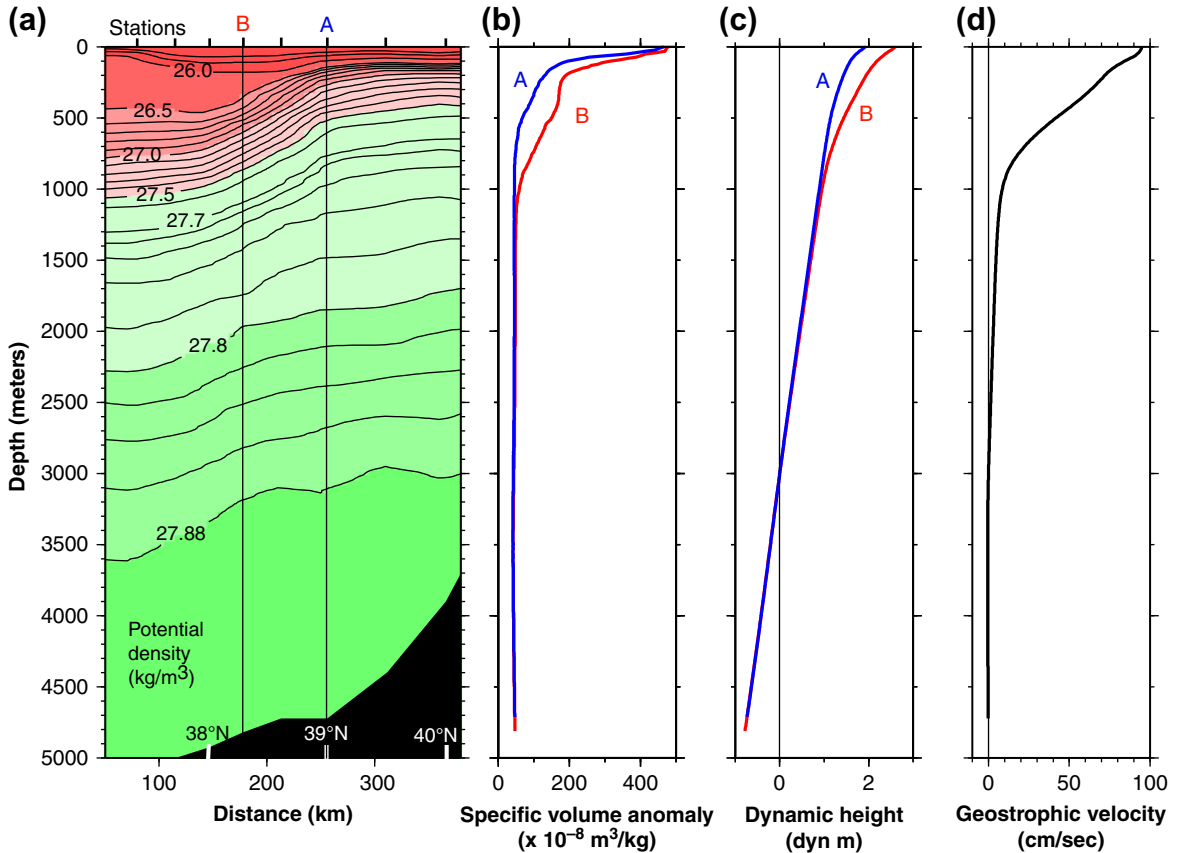 (a)
Stations
B
A
0
500
1000
1500
2000
2500
3000
3500
4000
4500
5000
Depth (meters)
26.0
26.5
27.0
27.5
27.7
27.8
27.88
Potential
density
(kg/m³)
38°N
39°N
40°N
100
200
300
Distance (km)
(b)
A
B
0
200
400
Specific volume anomaly
(x 10⁻⁸ m³/kg)
(c)
A
B
0
2
Dynamic height
(dyn m)
(d)
0
50
100
Geostrophic velocity
(cm/sec)